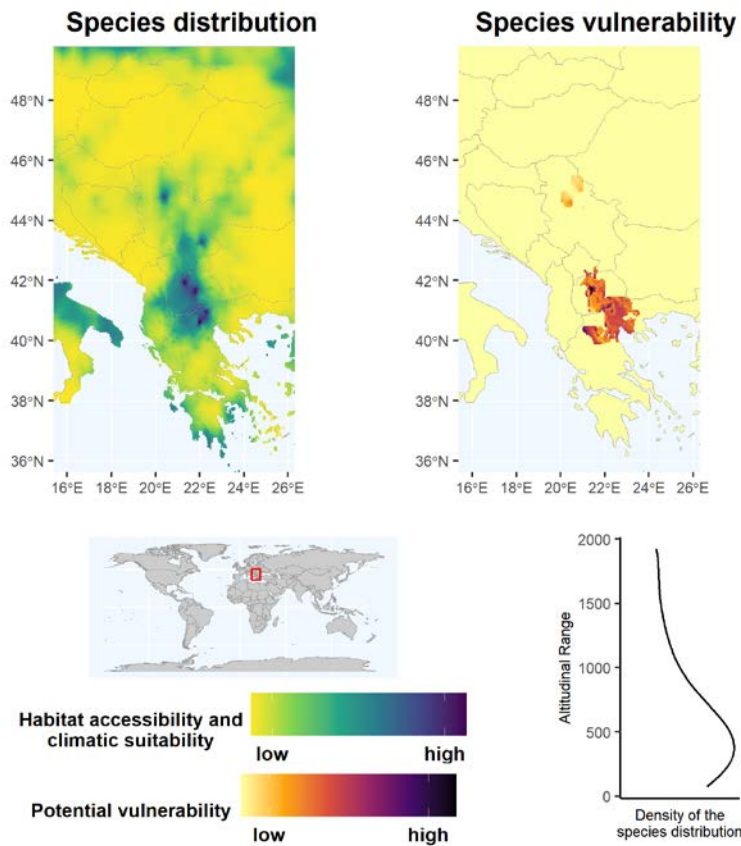 Species distribution
Species vulnerability
48°N
46°N
44°N
42°N
40°N
38°N
36°N
16°E 18°E 20°E 22°E 24°E 26°E
48°N
46°N
44°N
42°N
40°N
38°N
36°N
16°E 18°E 20°E 22°E 24°E 26°E
Habitat accessibility and
climatic suitability
low high
Potential vulnerability
low high
2000
1500
1000
500
0
Altitudinal Range
Density of the
species distribution